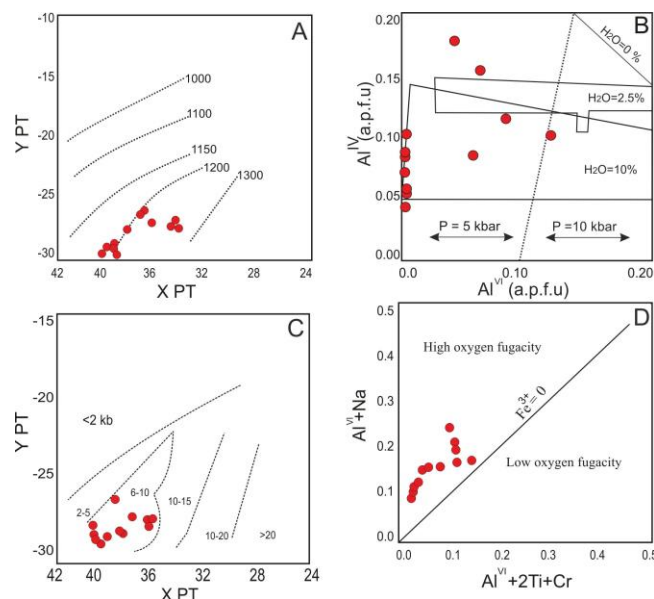 A
-10
-15
-20
-25
-30
Y PT
1000
1100
1150
1200
1300
42 40 36 32 28 24
X PT
B
0.20
0.15
0.10
0.05
0.00
Al^IV (a.p.f.u)
H2O=0 %
H2O=2.5%
H2O=10%
P = 5 kbar
P =10 kbar
0.0 0.10 0.20
Al^VI (a.p.f.u)
C
-15
-20
-25
-30
Y PT
<2 kb
2-5
6-10
10-15
10-20
>20
42 40 36 32 28 24
X PT
D
0.5
0.4
0.3
0.2
0.1
0.0
Al^VI+Na
High oxygen fugacity
Fe^3+ = 0
Low oxygen fugacity
0.0 0.1 0.2 0.3 0.4 0.5
Al^VI+2Ti+Cr